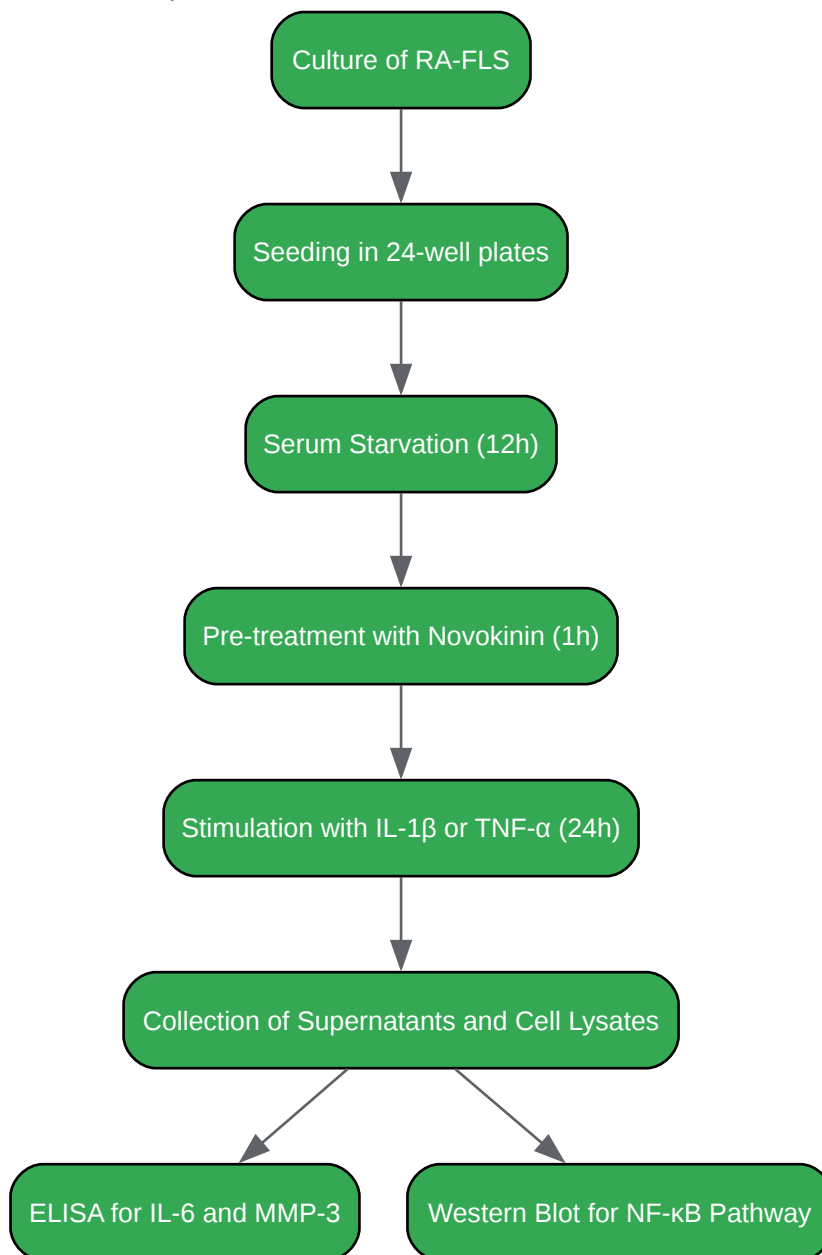 Culture of RA-FLS
Seeding in 24-well plates
Serum Starvation (12h)
Pre-treatment with Novokinin (1h)
Stimulation with IL-1β or TNF-α (24h)
Collection of Supernatants and Cell Lysates
ELISA for IL-6 and MMP-3
Western Blot for NF-κB Pathway